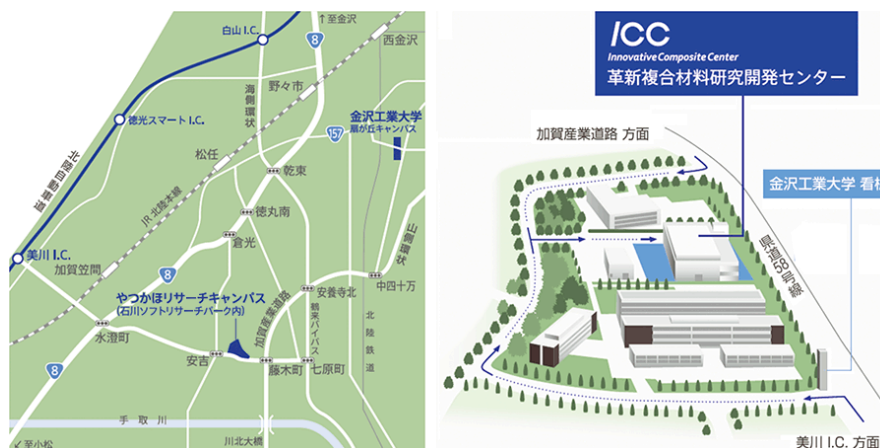 ↑至金沢
白山 I.C.
8
西金沢
野々市
海側環状
金沢工業大学
扇が丘キャンパス
157
徳光スマート I.C.
松任
北陸自動車道
JR北陸本線
乾東
徳丸南
倉光
山側環状
美川 I.C.
加賀笠間
8
中四十万
やつかほリサーチキャンパス
(石川ソフトリサーチパーク内)
加賀産業道路
安養寺北
鶴来バイパス
北陸鉄道
水澄町
安吉
藤木町
七原町
8
手取川
川北大橋
↙至小松
ICC
Innovative Composite Center
革新複合材料研究開発センター
加賀産業道路 方面
金沢工業大学 看板
県道58号線
美川 I.C. 方面